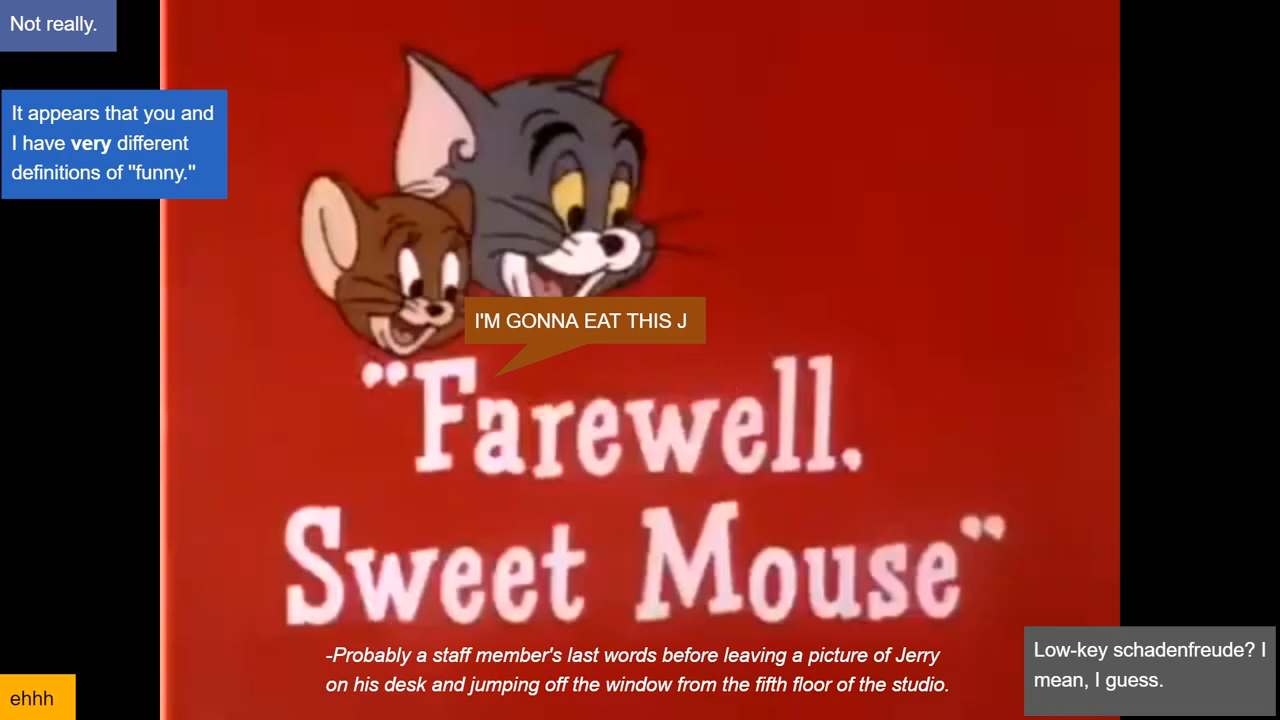 Not really.
It appears that you and
I have very different
definitions of "funny."
I'M GONNA EAT THIS J
"Farewell.
Sweet Mouse"
-Probably a staff member's last words before leaving a picture of Jerry
on his desk and jumping off the window from the fifth floor of the studio.
Low-key schadenfreude? I
mean, I guess.
ehhh